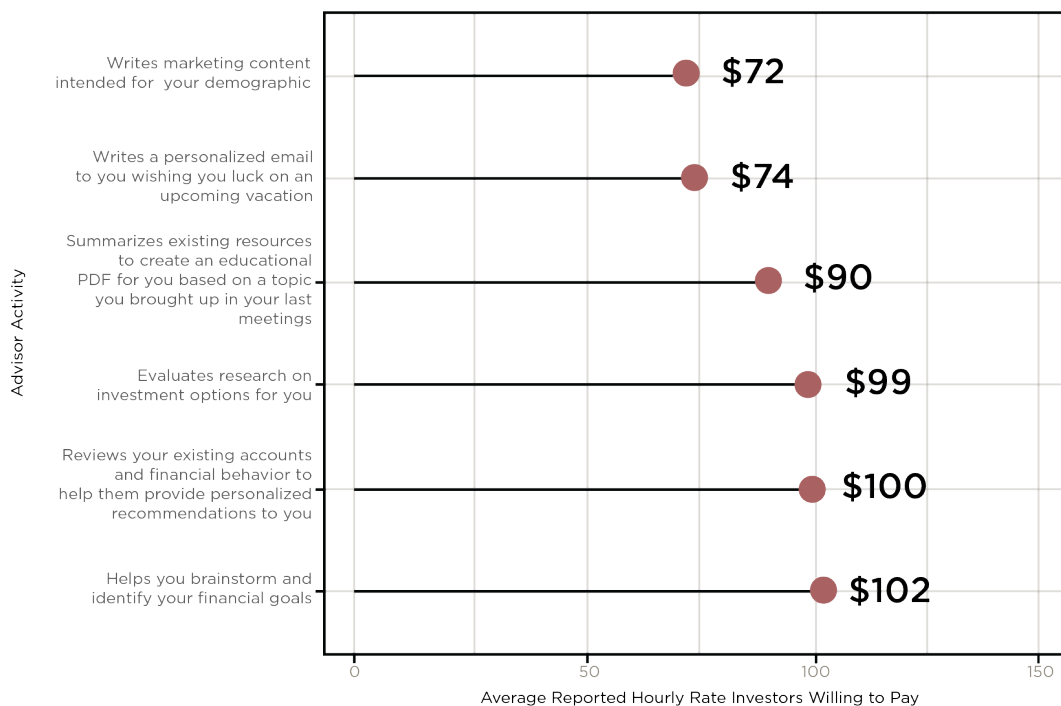 Writes marketing content
intended for  your demographic
$72
Writes a personalized email
to you wishing you luck on an
upcoming vacation
$74
Summarizes existing resources
to create an educational
PDF for you based on a topic
you brought up in your last
meetings
$90
Evaluates research on
investment options for you
$99
Reviews your existing accounts
and financial behavior to
help them provide personalized
recommendations to you
$100
Helps you brainstorm and
identify your financial goals
$102
Advisor Activity
0
50
100
150
Average Reported Hourly Rate Investors Willing to Pay